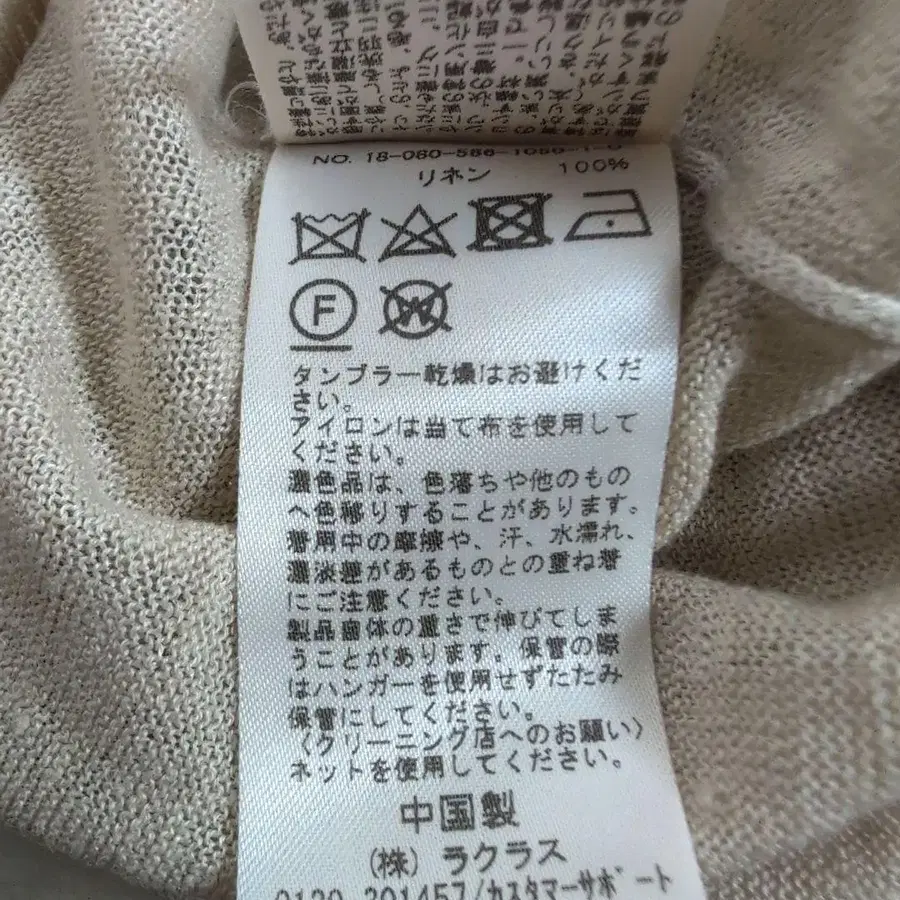 NO. 18-080-586-1056-1-0
リネン 100%
F
W
タンブラー乾燥はお避けくだ
さい。
アイロンは当て布を使用して
ください。
濃色品は、色落ちや他のもの
へ色移りすることがあります。
着用中の摩擦や、汗、水濡れ、
濃淡差があるものとの重ね着
にご注意ください。
製品自体の重さで伸びてしま
うことがあります。保管の際
はハンガーを使用せずたたみ
保管にしてください。
〈クリーニング店へのお願い〉
ネットを使用してください。
中国製
(株) ラクラス
0120-301457/カスタマーサポート